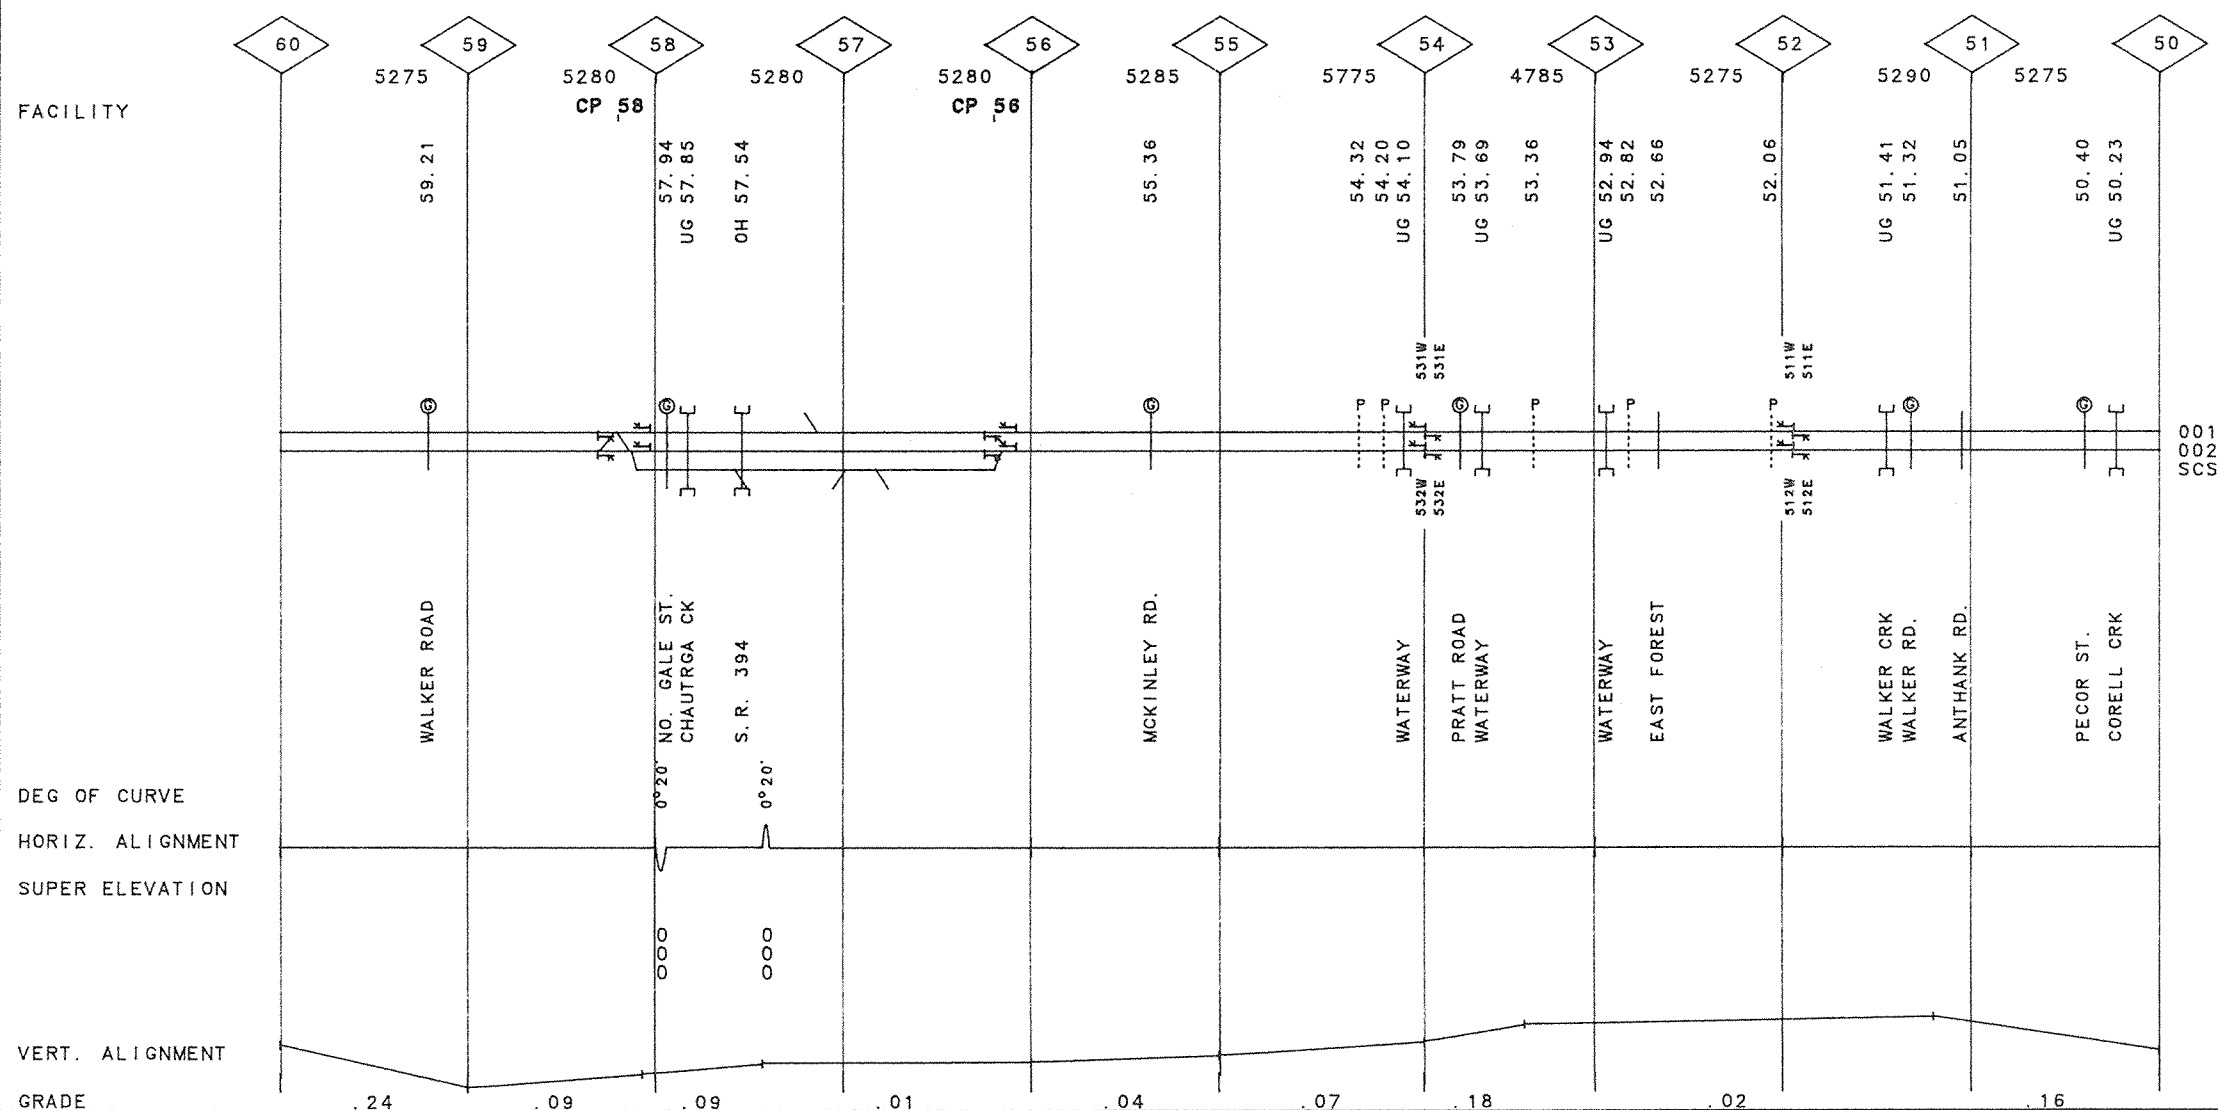 60 59 58 57 56 55 54 53 52 51 50
5275 5280 5280 5280 5285 5775 4785 5275 5290 5275
FACILITY
CP 58
CP 56
59.21
57.94
UG 57.85
OH 57.54
55.36
54.32
54.20
UG 54.10
53.79
UG 53.69
53.36
UG 52.94
52.82
52.66
52.06
UG 51.41
51.32
51.05
50.40
UG 50.23
531W
531E
511W
511E
G G G P P G P P P G G
001
002
SCS
532W
532E
512W
512E
WALKER ROAD
NO. GALE ST.
CHAUTRGA CK
S.R. 394
MCKINLEY RD.
WATERWAY
PRATT ROAD
WATERWAY
WATERWAY
EAST FOREST
WALKER CRK
WALKER RD.
ANTHANK RD.
PECOR ST.
CORELL CRK
DEG OF CURVE
0°20'
0°20'
HORIZ. ALIGNMENT
SUPER ELEVATION
0 0
0 0
0 0
VERT. ALIGNMENT
GRADE .24 .09 .09 .01 .04 .07 .18 .02 .16